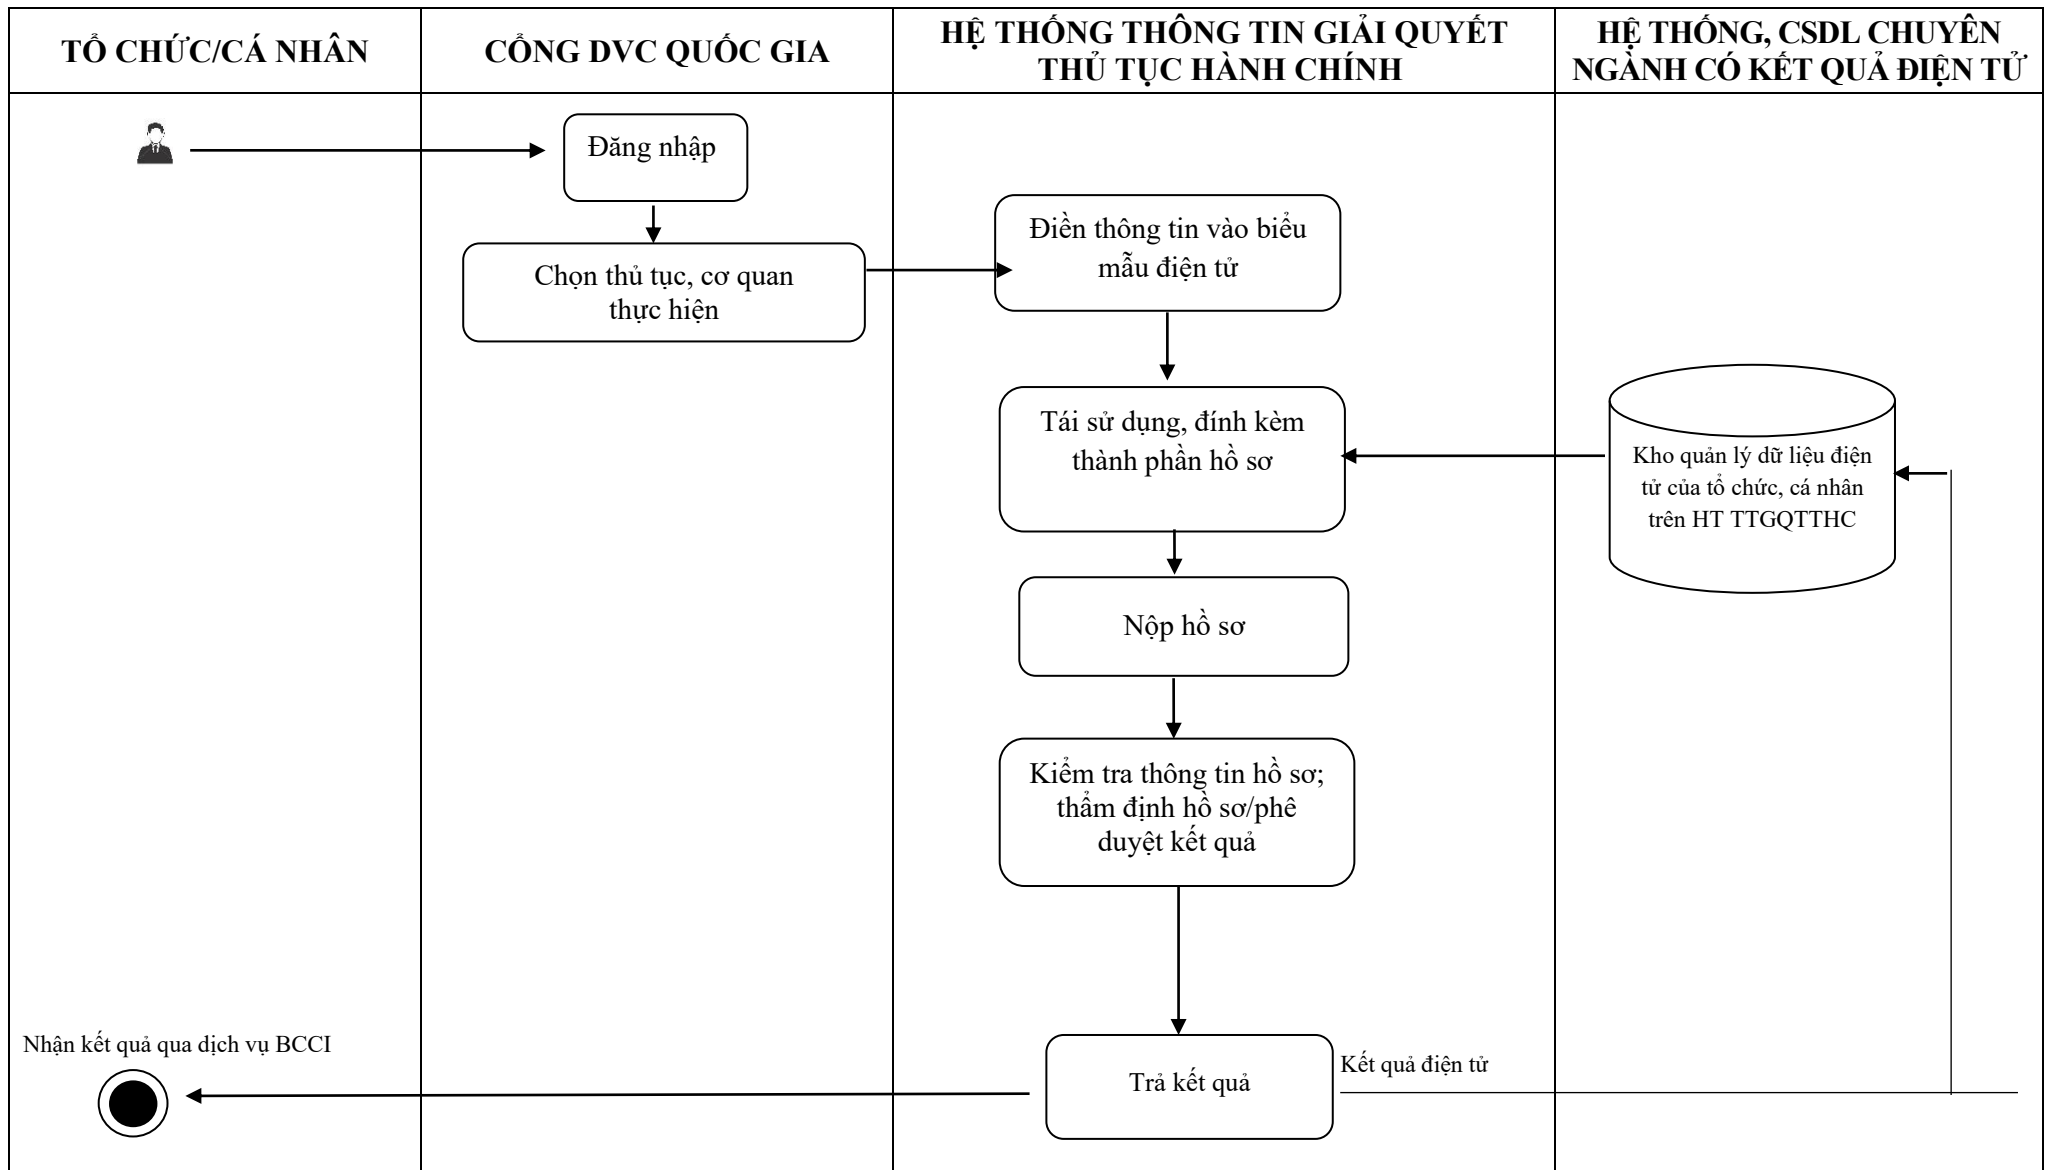 TỔ CHỨC/CÁ NHÂN
CỔNG DVC QUỐC GIA
HỆ THỐNG THÔNG TIN GIẢI QUYẾT
THỦ TỤC HÀNH CHÍNH
HỆ THỐNG, CSDL CHUYÊN
NGÀNH CÓ KẾT QUẢ ĐIỆN TỬ
Đăng nhập
Chọn thủ tục, cơ quan
thực hiện
Điền thông tin vào biểu
mẫu điện tử
Tái sử dụng, đính kèm
thành phần hồ sơ
Kho quản lý dữ liệu điện
tử của tổ chức, cá nhân
trên HT TTGQTTHC
Nộp hồ sơ
Kiểm tra thông tin hồ sơ;
thẩm định hồ sơ/phê
duyệt kết quả
Nhận kết quả qua dịch vụ BCCI
Trả kết quả
Kết quả điện tử